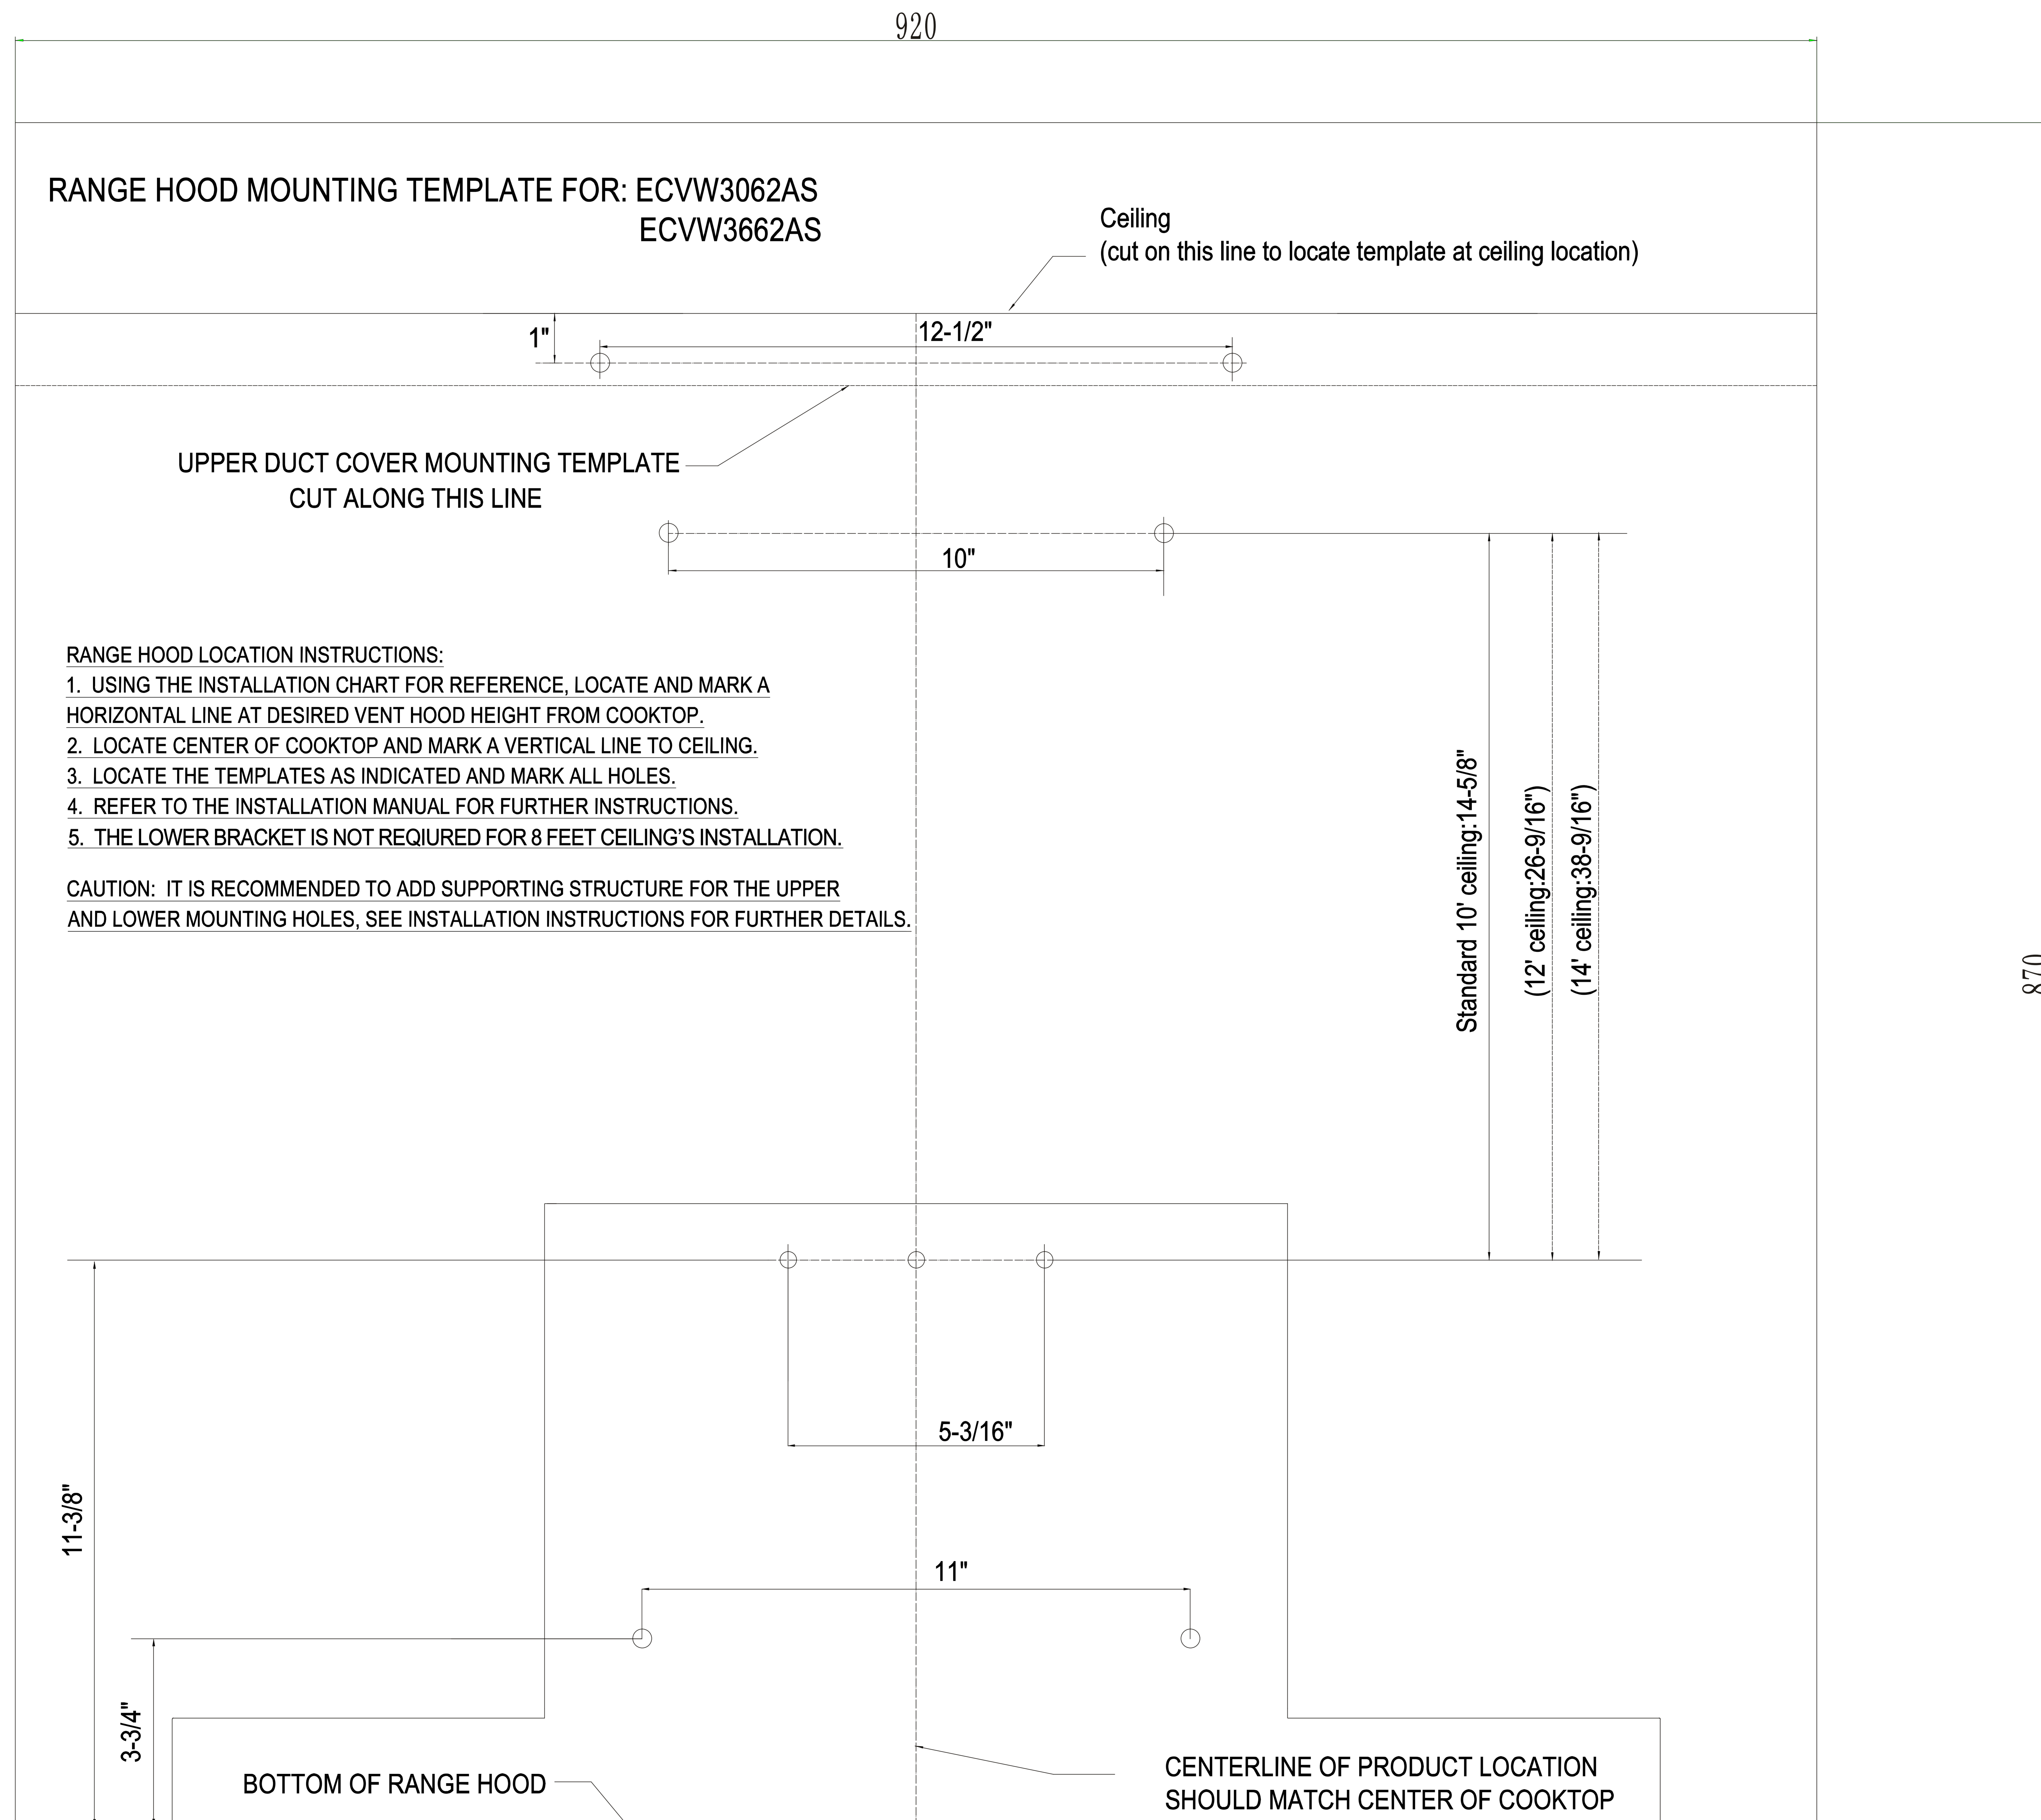 920
RANGE HOOD MOUNTING TEMPLATE FOR: ECVW3062AS
ECVW3662AS
Ceiling
(cut on this line to locate template at ceiling location)
1"
12-1/2"
UPPER DUCT COVER MOUNTING TEMPLATE
CUT ALONG THIS LINE
10"
RANGE HOOD LOCATION INSTRUCTIONS:
1. USING THE INSTALLATION CHART FOR REFERENCE, LOCATE AND MARK A
HORIZONTAL LINE AT DESIRED VENT HOOD HEIGHT FROM COOKTOP.
2. LOCATE CENTER OF COOKTOP AND MARK A VERTICAL LINE TO CEILING.
3. LOCATE THE TEMPLATES AS INDICATED AND MARK ALL HOLES.
4. REFER TO THE INSTALLATION MANUAL FOR FURTHER INSTRUCTIONS.
5. THE LOWER BRACKET IS NOT REQIURED FOR 8 FEET CEILING’S INSTALLATION.
CAUTION: IT IS RECOMMENDED TO ADD SUPPORTING STRUCTURE FOR THE UPPER
AND LOWER MOUNTING HOLES, SEE INSTALLATION INSTRUCTIONS FOR FURTHER DETAILS.
Standard 10' ceiling:14-5/8"
(12' ceiling:26-9/16")
(14' ceiling:38-9/16")
870
5-3/16"
11-3/8"
11"
3-3/4"
BOTTOM OF RANGE HOOD
CENTERLINE OF PRODUCT LOCATION
SHOULD MATCH CENTER OF COOKTOP